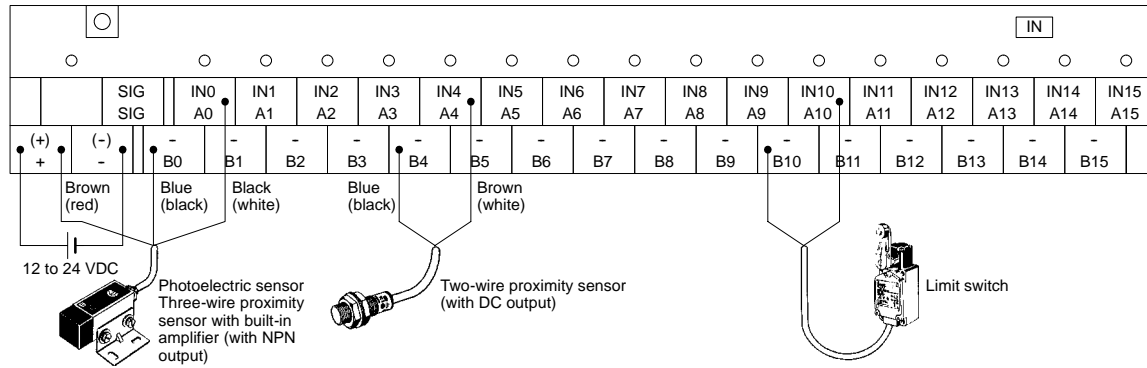 IN
SIG IN0 IN1 IN2 IN3 IN4 IN5 IN6 IN7 IN8 IN9 IN10 IN11 IN12 IN13 IN14 IN15
SIG A0 A1 A2 A3 A4 A5 A6 A7 A8 A9 A10 A11 A12 A13 A14 A15
(+) (-) - - - - - - - - - - - - - - - -
+ - B0 B1 B2 B3 B4 B5 B6 B7 B8 B9 B10 B11 B12 B13 B14 B15
Brown
(red)
Blue
(black)
Black
(white)
Blue
(black)
Brown
(white)
12 to 24 VDC
Photoelectric sensor
Three-wire proximity
sensor with built-in
amplifier (with NPN
output)
Two-wire proximity sensor
(with DC output)
Limit switch